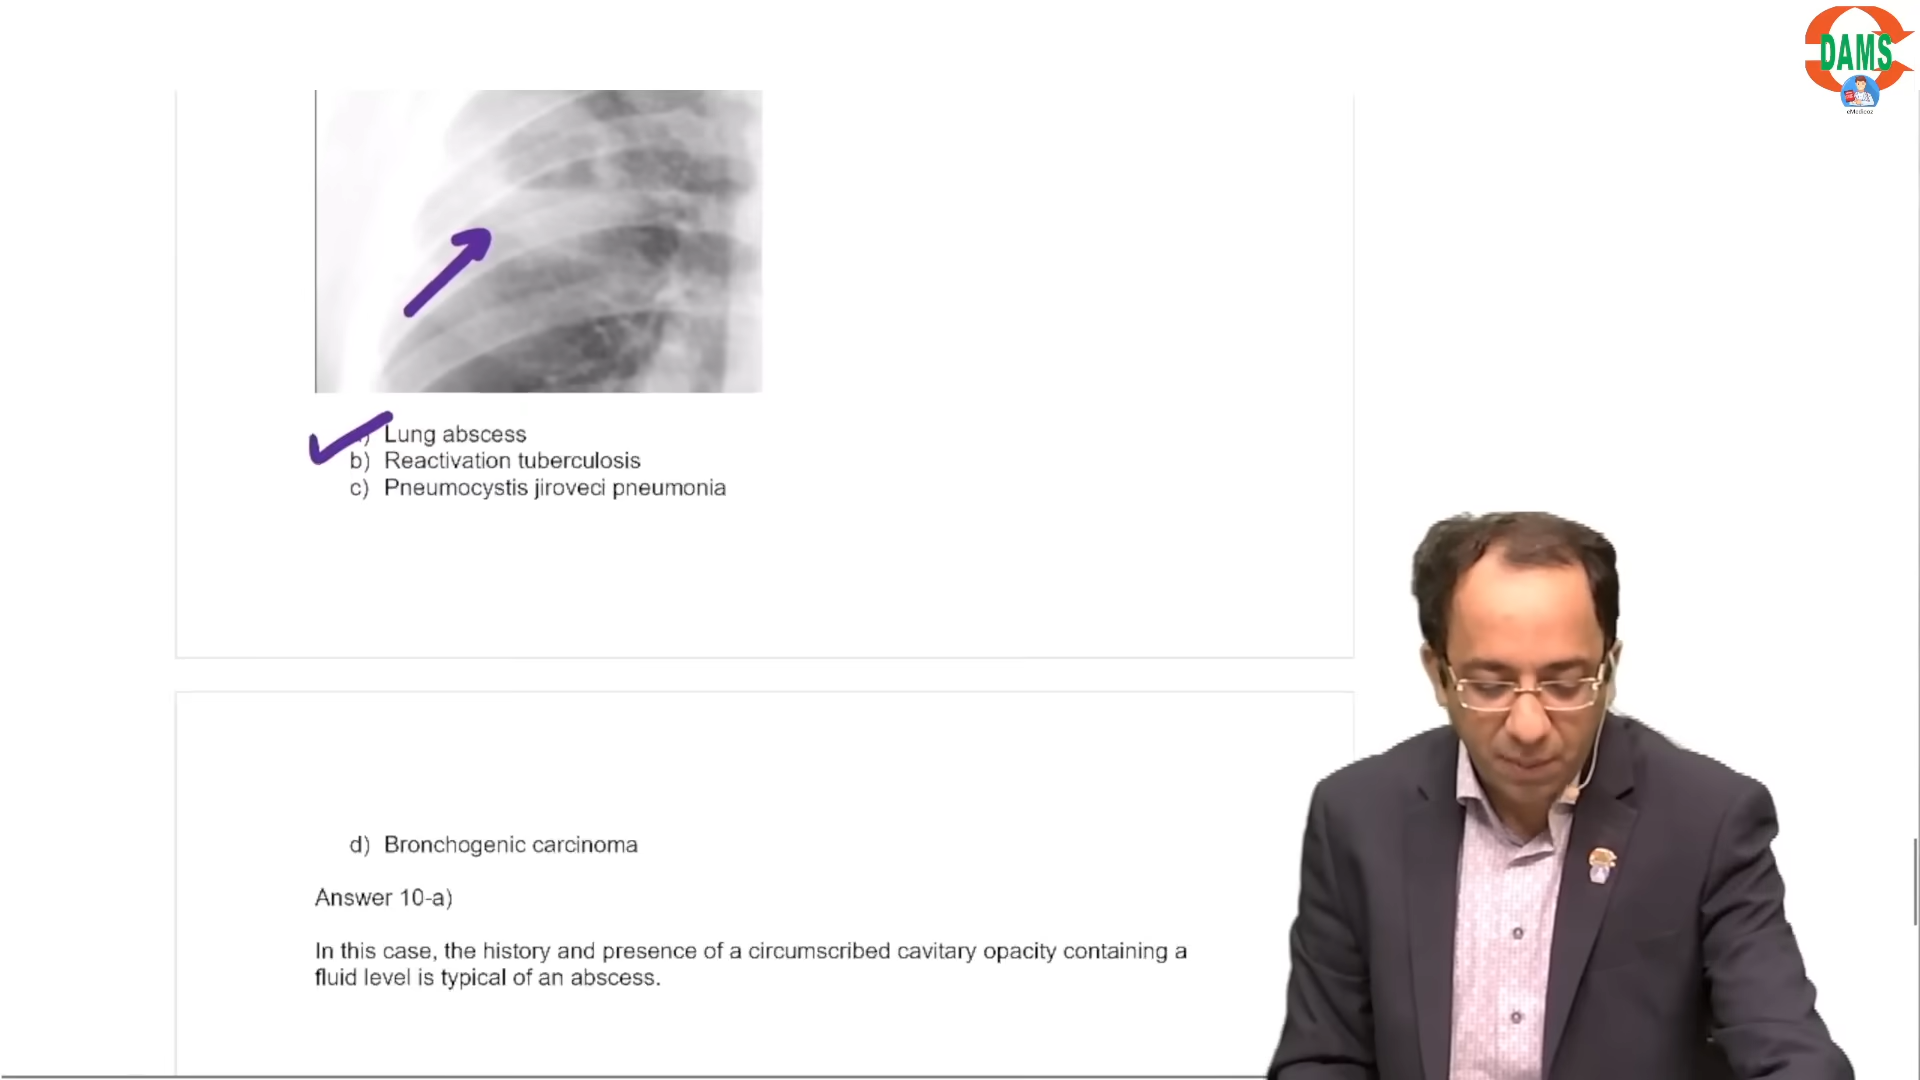 DAMS
eMedicoz
a) Lung abscess
b) Reactivation tuberculosis
c) Pneumocystis jiroveci pneumonia
d) Bronchogenic carcinoma
Answer 10-a)
In this case, the history and presence of a circumscribed cavitary opacity containing a
fluid level is typical of an abscess.